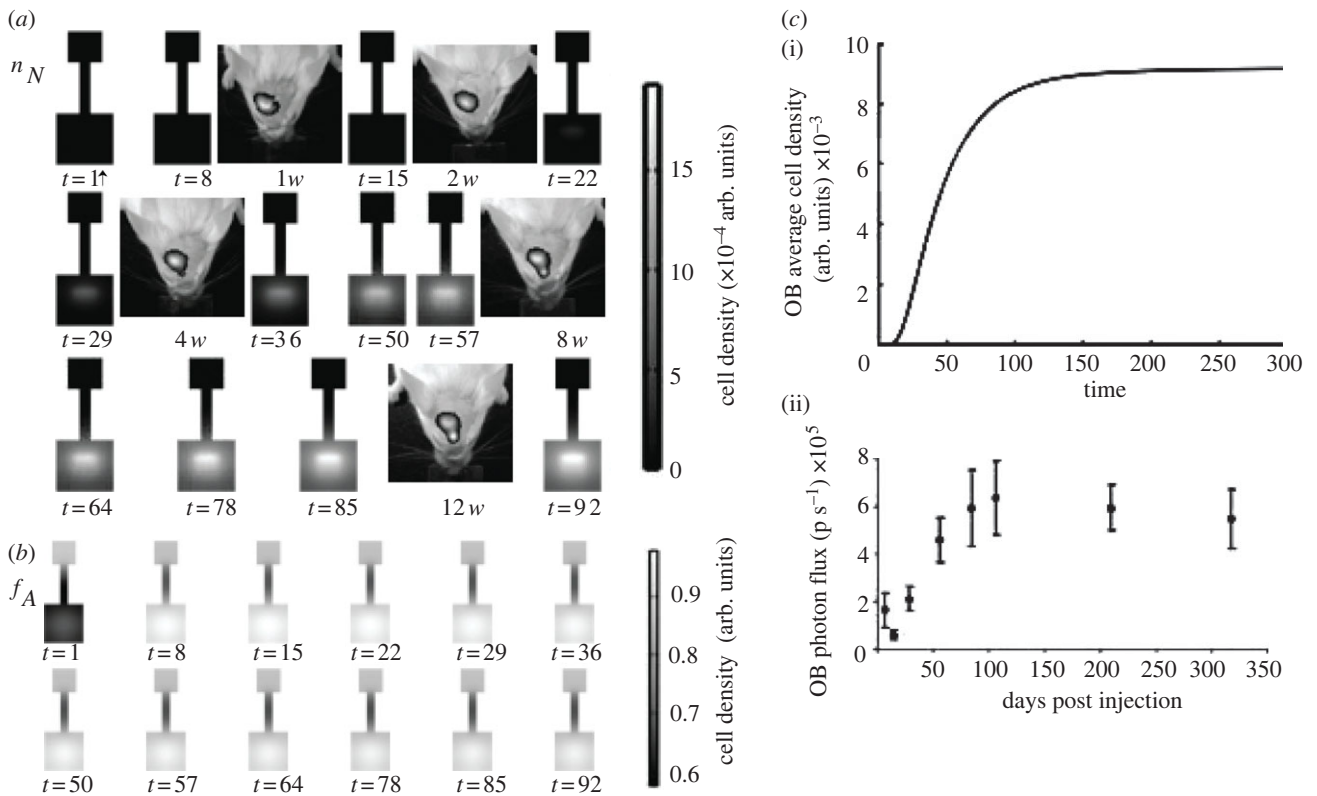 (a)
n_N
t=1↑ t=8 1w t=15 2w t=22
t=29 4w t=36 t=50 t=57 8w
t=64 t=78 t=85 12w t=92
15
10
5
0
cell density (×10⁻⁴ arb. units)
(b)
f_A
t=1 t=8 t=15 t=22 t=29 t=36
t=50 t=57 t=64 t=78 t=85 t=92
0.9
0.8
0.7
0.6
cell density (arb. units)
(c)
(i)
OB average cell density
(arb. units) ×10⁻³
10
8
6
4
2
0 50 100 150 200 250 300
time
(ii)
OB photon flux (p s⁻¹) ×10⁵
8
6
4
2
0 50 100 150 200 250 300 350
days post injection